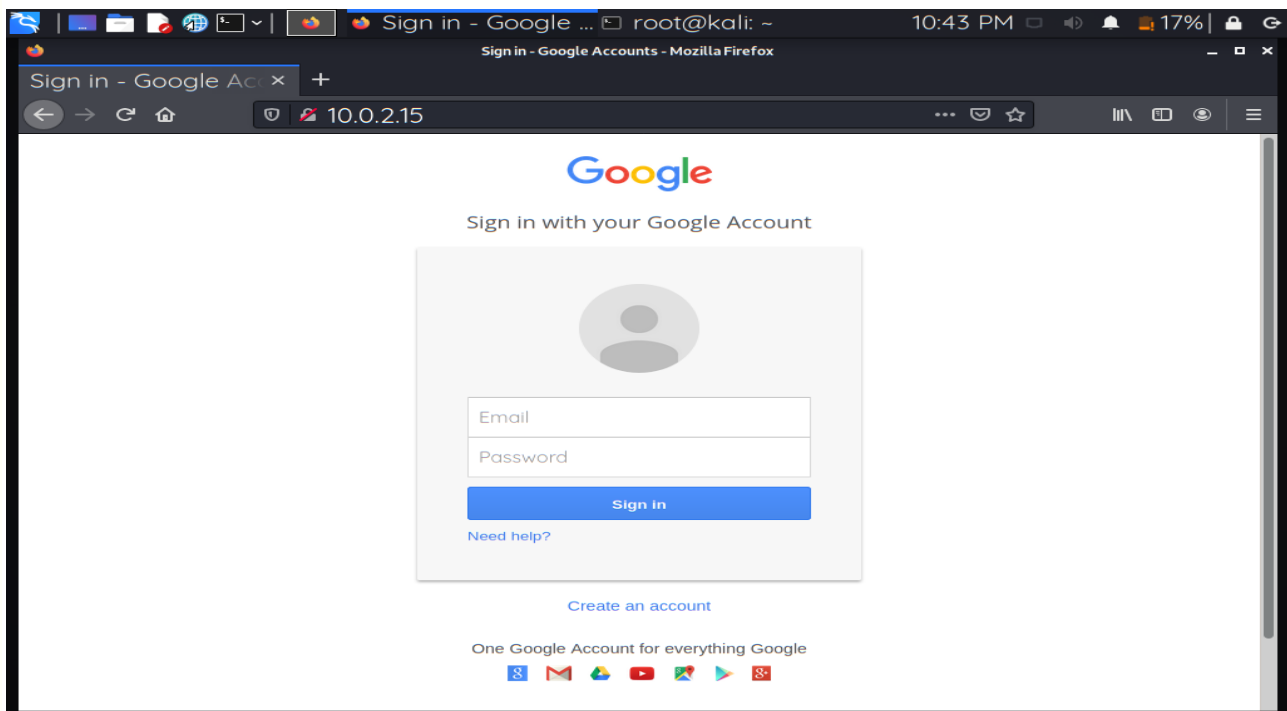 Sign in - Google ... root@kali: ~ 10:43 PM 17%
Sign in - Google Accounts - Mozilla Firefox
Sign in - Google Acc
10.0.2.15
Google
Sign in with your Google Account
Email
Password
Sign in
Need help?
Create an account
One Google Account for everything Google